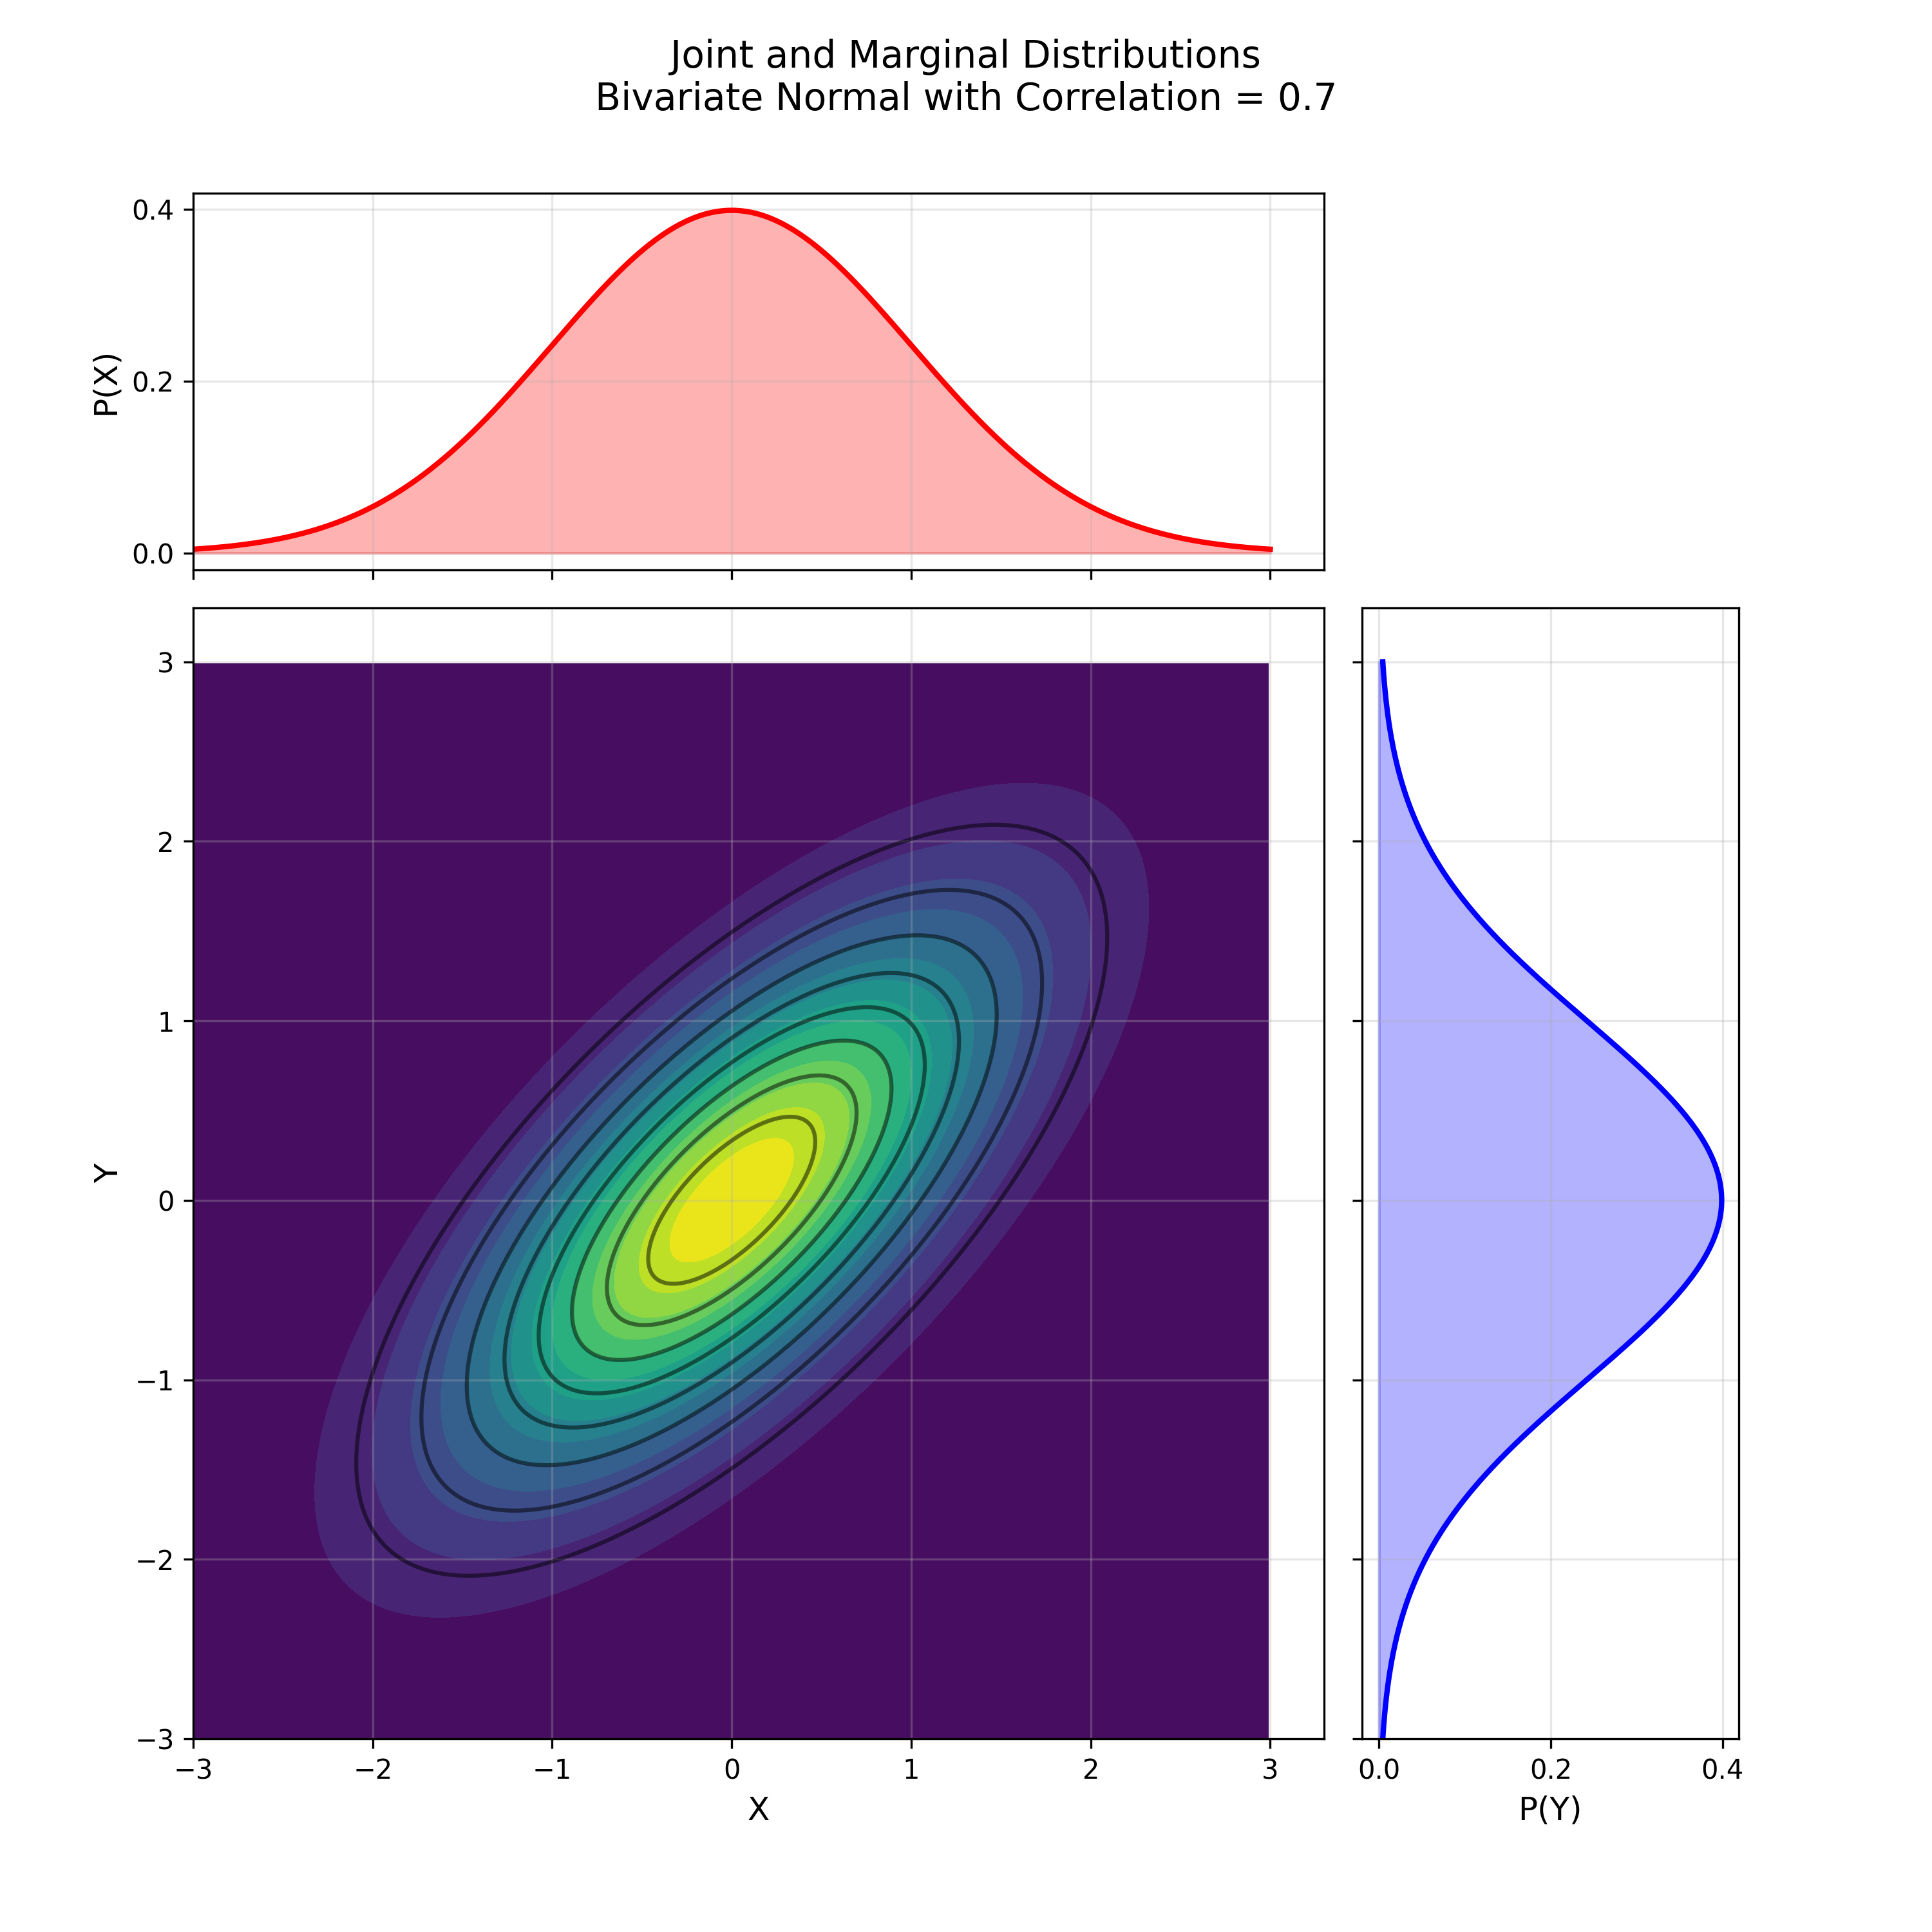 Joint and Marginal Distributions
Bivariate Normal with Correlation = 0.7
0.4
0.2
0.0
P(X)
3
2
1
0
−1
−2
−3
Y
−3 −2 −1 0 1 2 3
X
0.0 0.2 0.4
P(Y)